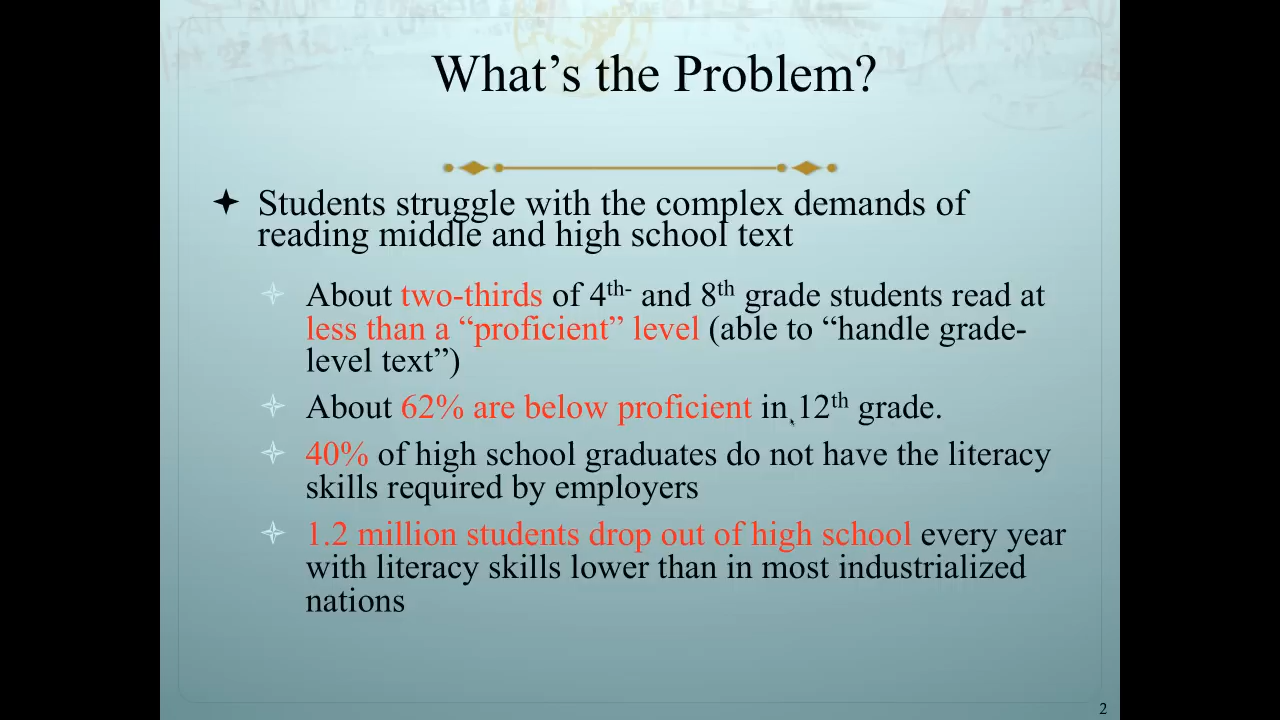 What’s the Problem?
Students struggle with the complex demands of
reading middle and high school text
About two-thirds of 4th- and 8th grade students read at
less than a “proficient” level (able to “handle grade-
level text”)
About 62% are below proficient in 12th grade.
40% of high school graduates do not have the literacy
skills required by employers
1.2 million students drop out of high school every year
with literacy skills lower than in most industrialized
nations
2